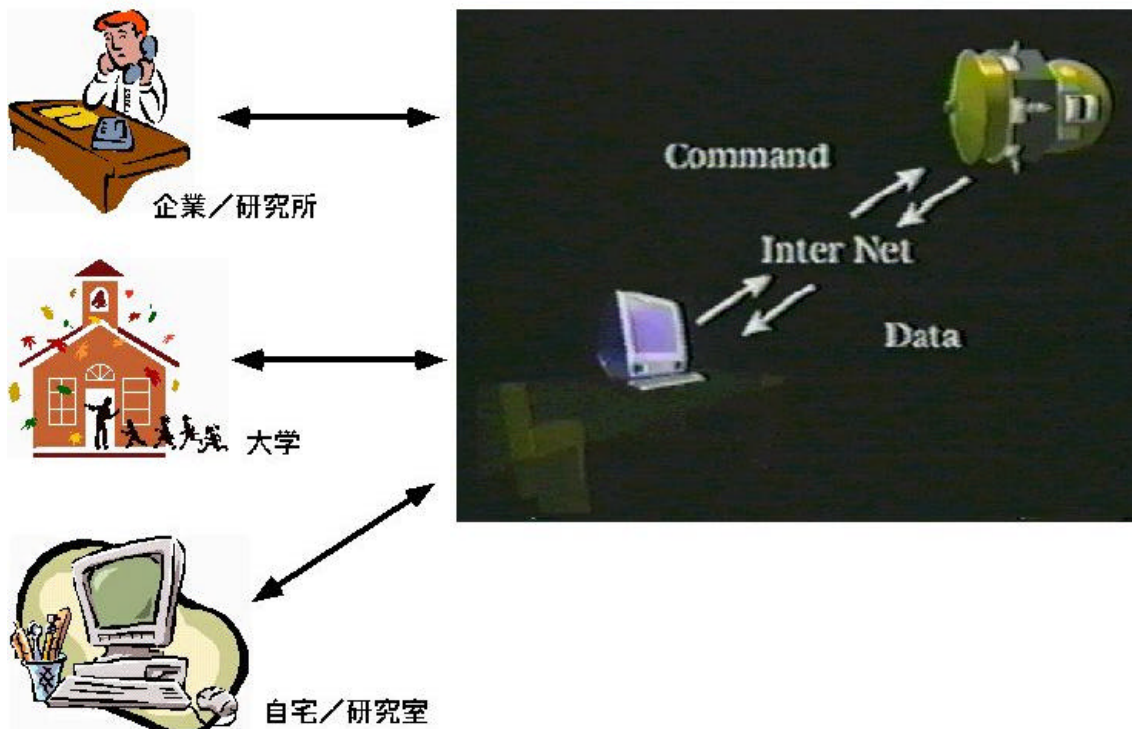 企業／研究所
大学
自宅／研究室
Command
Inter Net
Data